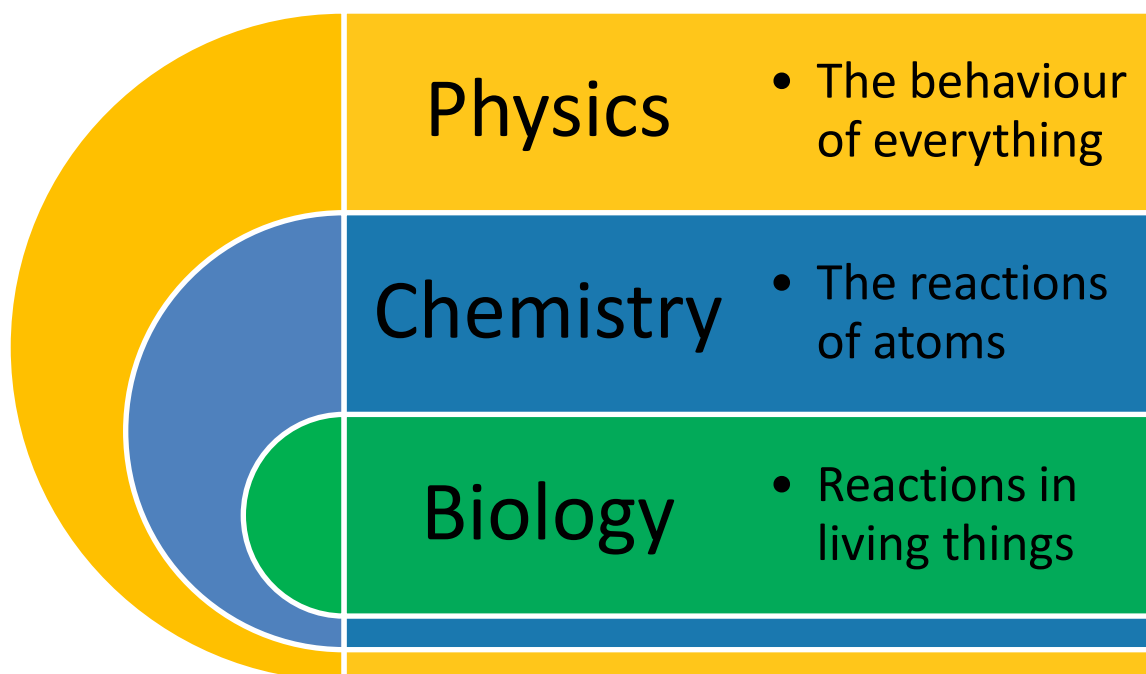 Physics
• The behaviour
of everything
Chemistry
• The reactions
of atoms
Biology
• Reactions in
living things